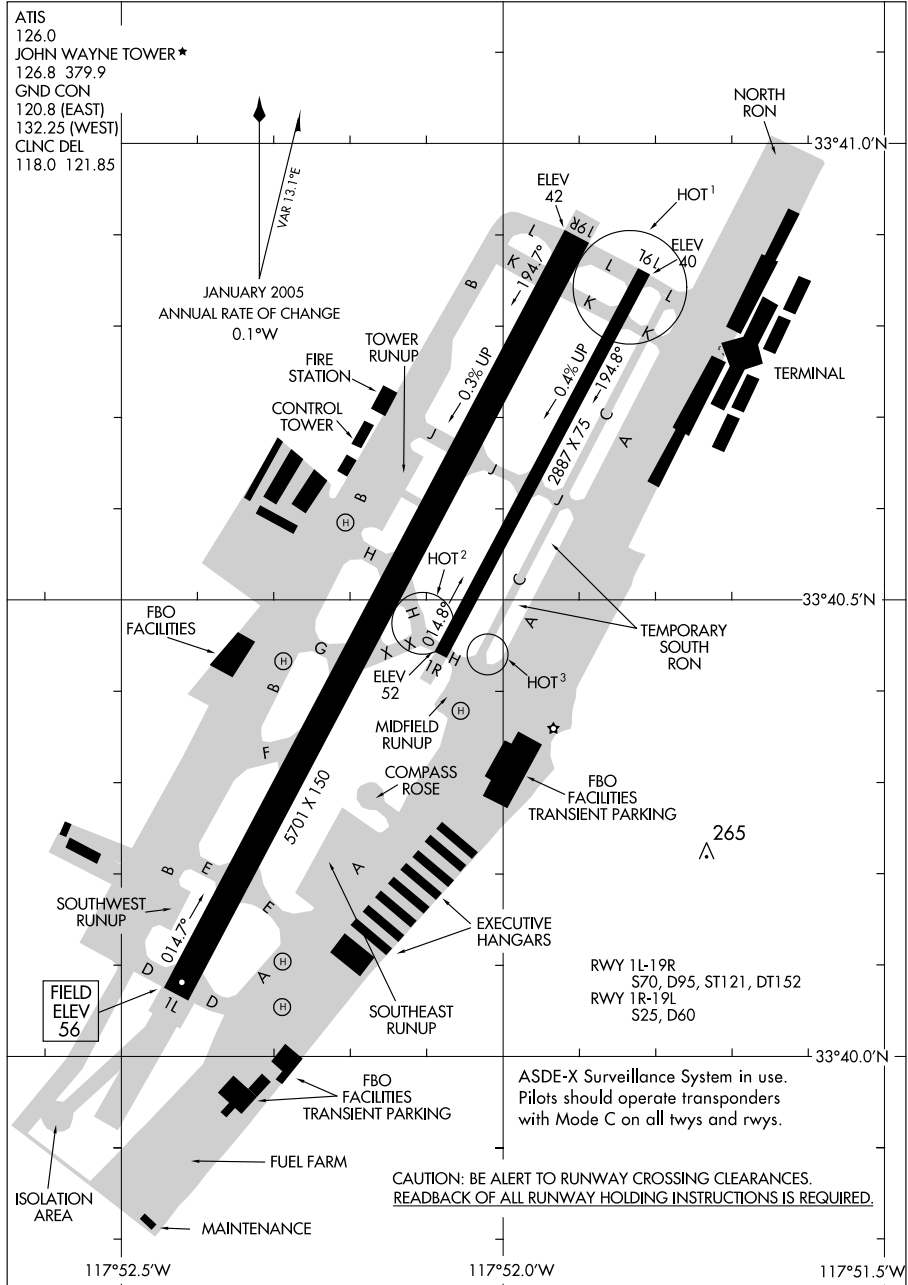 ATIS
126.0
JOHN WAYNE TOWER★
126.8 379.9
GND CON
120.8 (EAST)
132.25 (WEST)
CLNC DEL
118.0 121.85
VAR 13.1°E
JANUARY 2005
ANNUAL RATE OF CHANGE
0.1°W
NORTH
RON
33°41.0'N
ELEV
42
HOT1
19R
ELEV
40
19L
L
L
L
K
K
K
B
194.7°
194.8°
0.3% UP
0.4% UP
TOWER
RUNUP
FIRE
STATION
CONTROL
TOWER
TERMINAL
J
J
J
C
A
2887 X 75
B
H
H
HOT2
H
C
A
014.8°
33°40.5'N
FBO
FACILITIES
H
G
X
X
H
1R
B
ELEV
52
HOT3
TEMPORARY
SOUTH
RON
MIDFIELD
RUNUP
H
F
COMPASS
ROSE
FBO
FACILITIES
TRANSIENT PARKING
5701 X 150
265
B
E
A
SOUTHWEST
RUNUP
014.7°
E
EXECUTIVE
HANGARS
D
A
H
H
D
1L
FIELD
ELEV
56
SOUTHEAST
RUNUP
RWY 1L-19R
S70, D95, ST121, DT152
RWY 1R-19L
S25, D60
33°40.0'N
FBO
FACILITIES
TRANSIENT PARKING
ASDE-X Surveillance System in use.
Pilots should operate transponders
with Mode C on all twys and rwys.
FUEL FARM
ISOLATION
AREA
MAINTENANCE
CAUTION: BE ALERT TO RUNWAY CROSSING CLEARANCES.
READBACK OF ALL RUNWAY HOLDING INSTRUCTIONS IS REQUIRED.
117°52.5'W
117°52.0'W
117°51.5'W